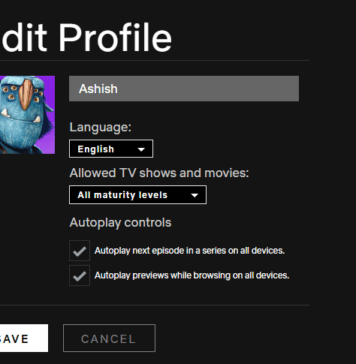 dit Profile
Ashish
Language:
English
Allowed TV shows and movies:
All maturity levels
Autoplay controls
Autoplay next episode in a series on all devices.
Autoplay previews while browsing on all devices.
AVE
CANCEL